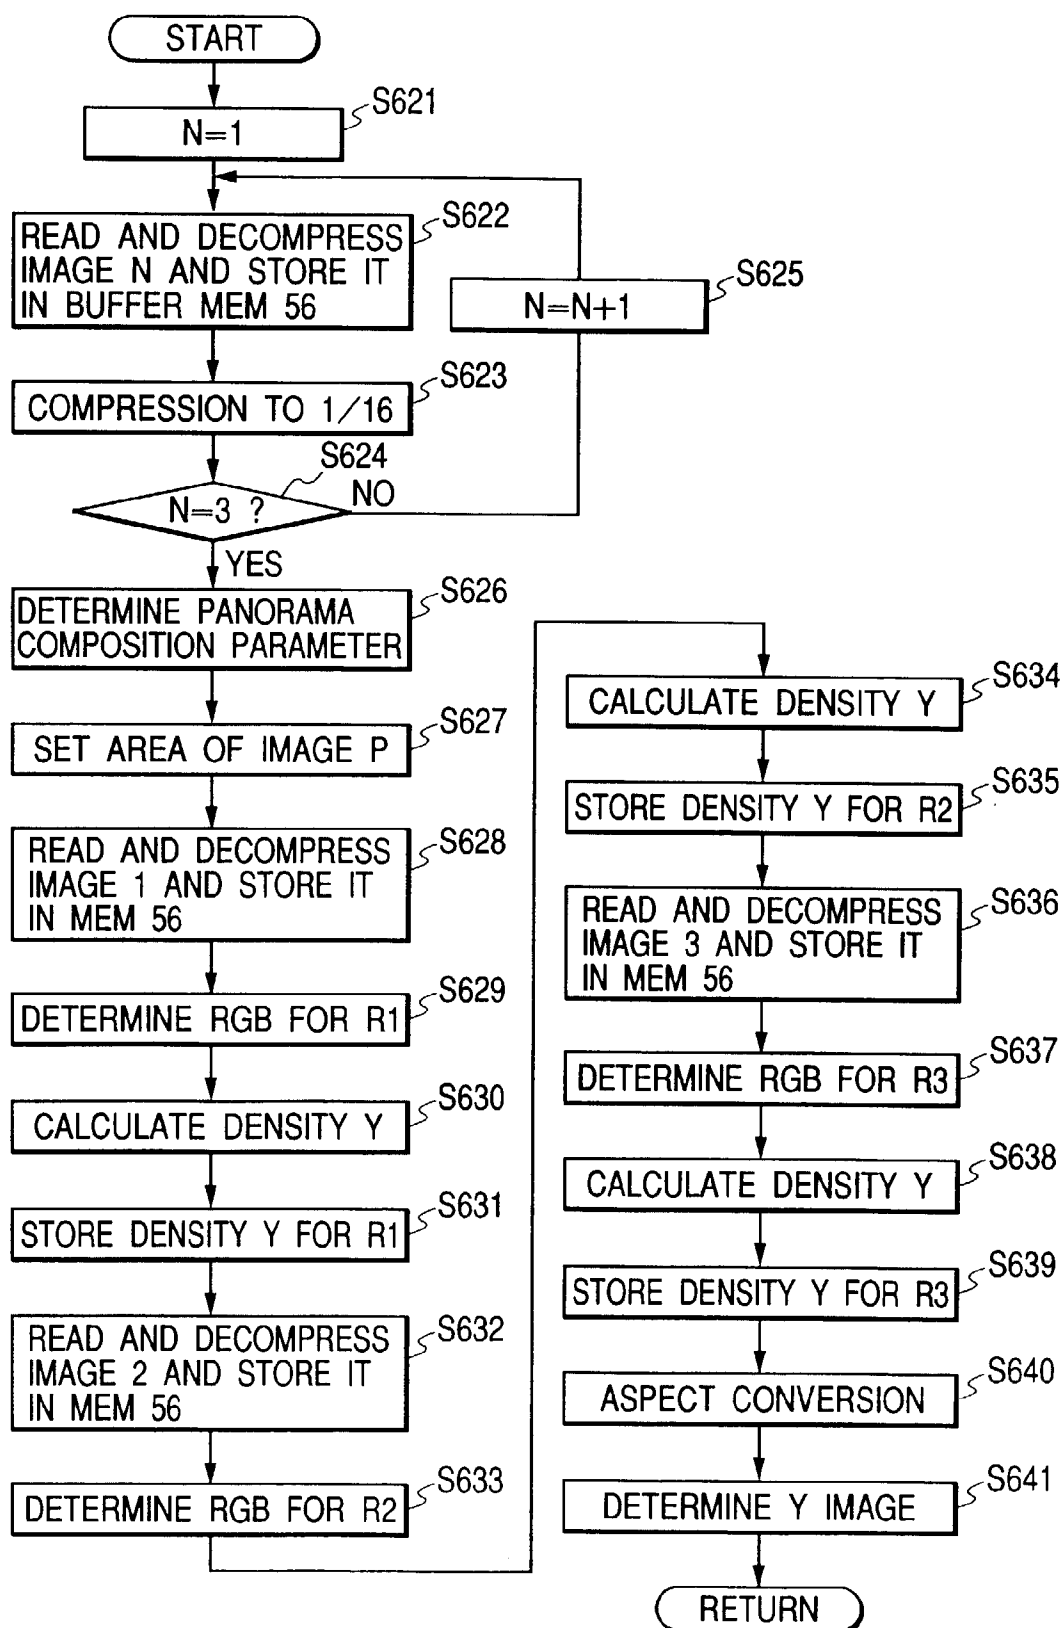 START
S621
N=1
S622
READ AND DECOMPRESS
IMAGE N AND STORE IT
IN BUFFER MEM 56
S625
N=N+1
S623
COMPRESSION TO 1/16
S624
N=3 ?
NO
YES
S626
DETERMINE PANORAMA
COMPOSITION PARAMETER
S627
SET AREA OF IMAGE P
S628
READ AND DECOMPRESS
IMAGE 1 AND STORE IT
IN MEM 56
S629
DETERMINE RGB FOR R1
S630
CALCULATE DENSITY Y
S631
STORE DENSITY Y FOR R1
S632
READ AND DECOMPRESS
IMAGE 2 AND STORE IT
IN MEM 56
S633
DETERMINE RGB FOR R2
S634
CALCULATE DENSITY Y
S635
STORE DENSITY Y FOR R2
S636
READ AND DECOMPRESS
IMAGE 3 AND STORE IT
IN MEM 56
S637
DETERMINE RGB FOR R3
S638
CALCULATE DENSITY Y
S639
STORE DENSITY Y FOR R3
S640
ASPECT CONVERSION
S641
DETERMINE Y IMAGE
RETURN